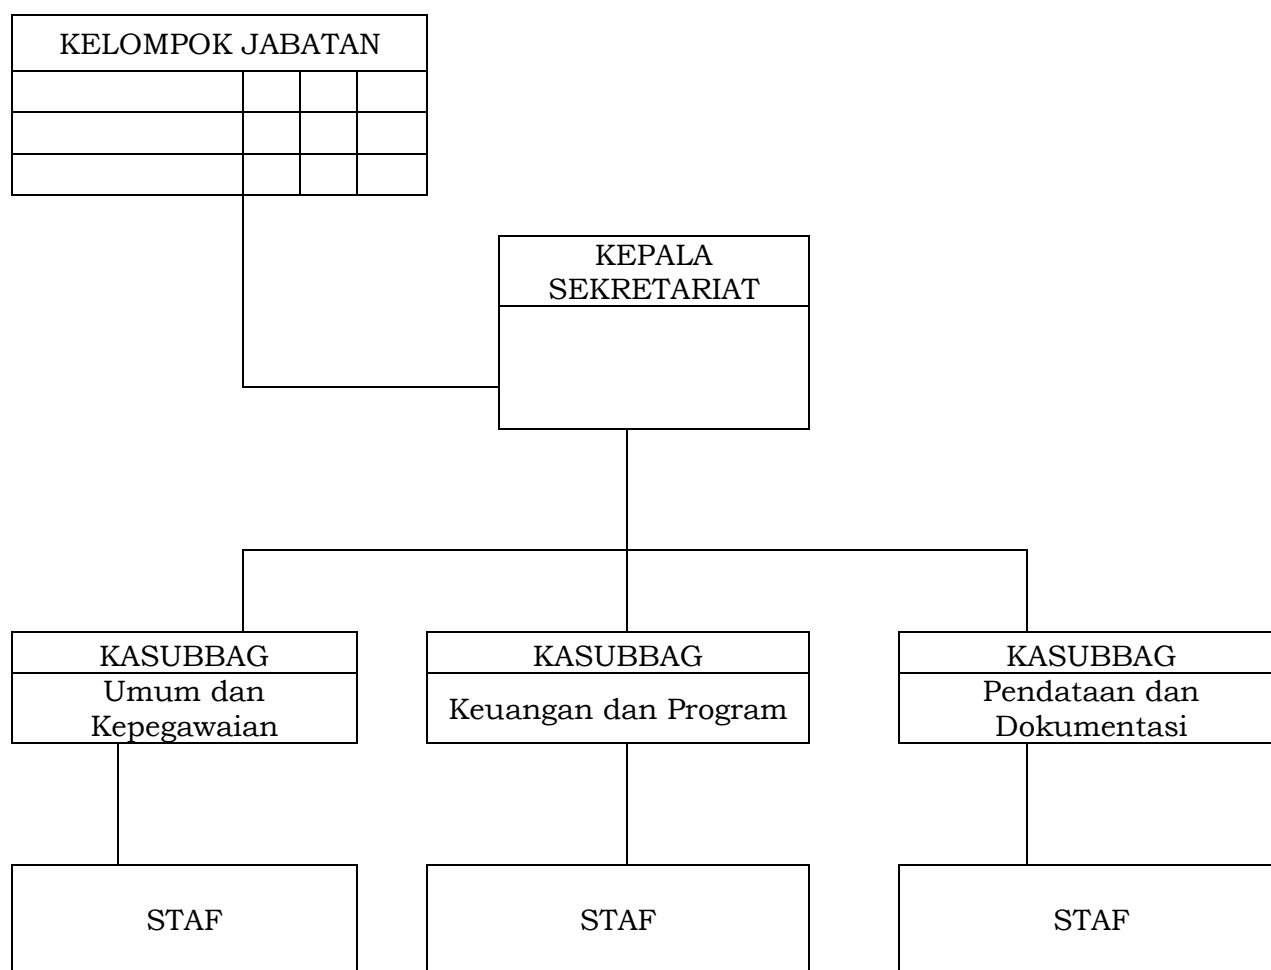 KELOMPOK JABATAN
KEPALA
SEKRETARIAT
KASUBBAG
Umum dan
Kepegawaian
KASUBBAG
Keuangan dan Program
KASUBBAG
Pendataan dan
Dokumentasi
STAF
STAF
STAF